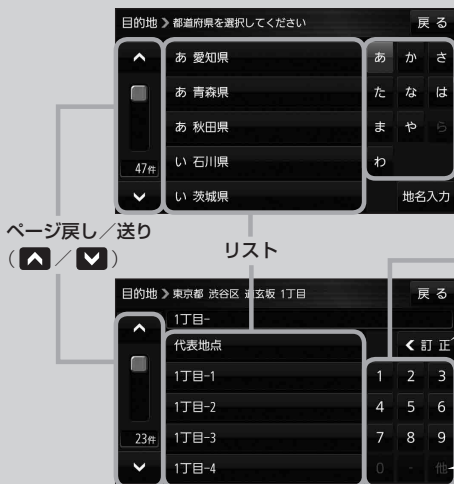 目的地 都道府県を選択してください 戻る
あ 愛知県 あ か さ
あ 青森県 た な は
あ 秋田県 ま や ら
い 石川県 わ
47件
い 茨城県 地名入力
ページ戻し／送り
（ ／ ）
リスト
目的地 東京都 渋谷区 道玄坂 1丁目 戻る
1丁目-
代表地点 訂正
1丁目-1 1 2 3
1丁目-2 4 5 6
23件 1丁目-3 7 8 9
1丁目-4 0 - 他